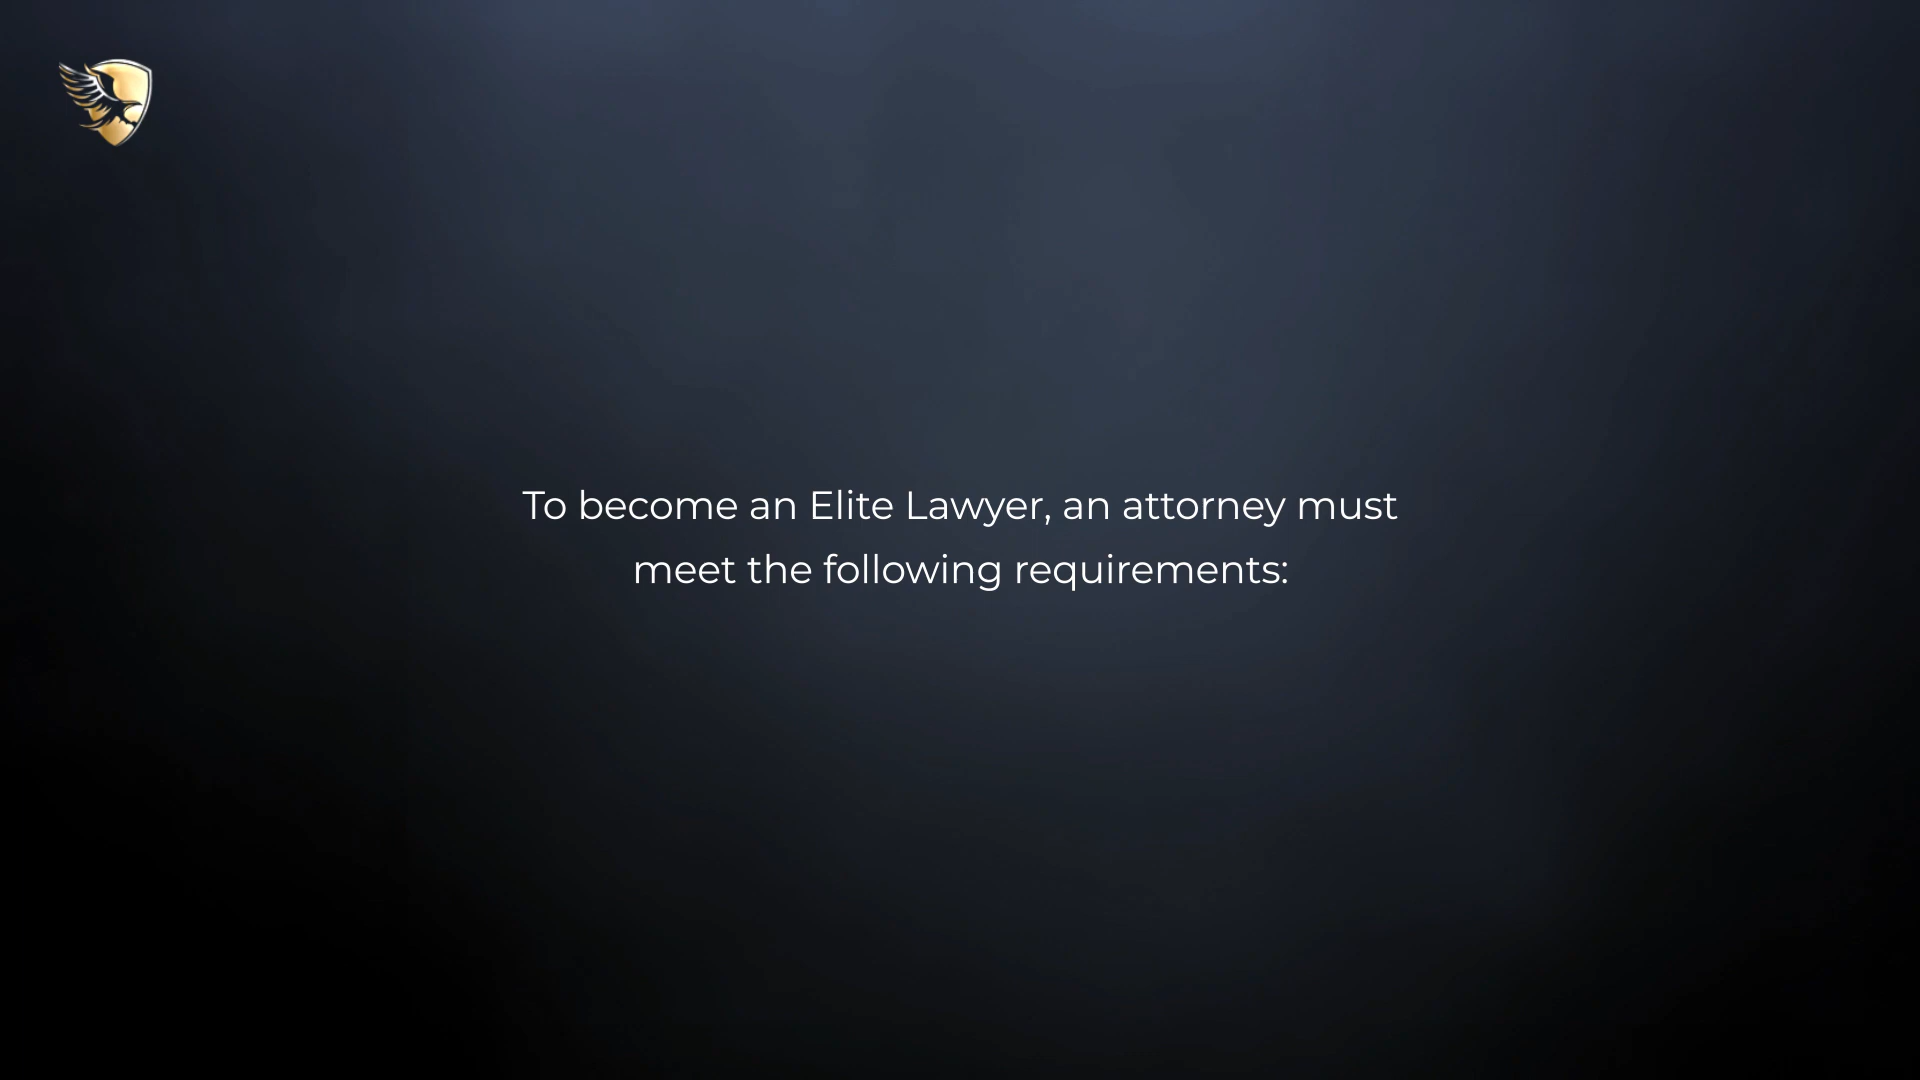 To become an Elite Lawyer, an attorney must
meet the following requirements: